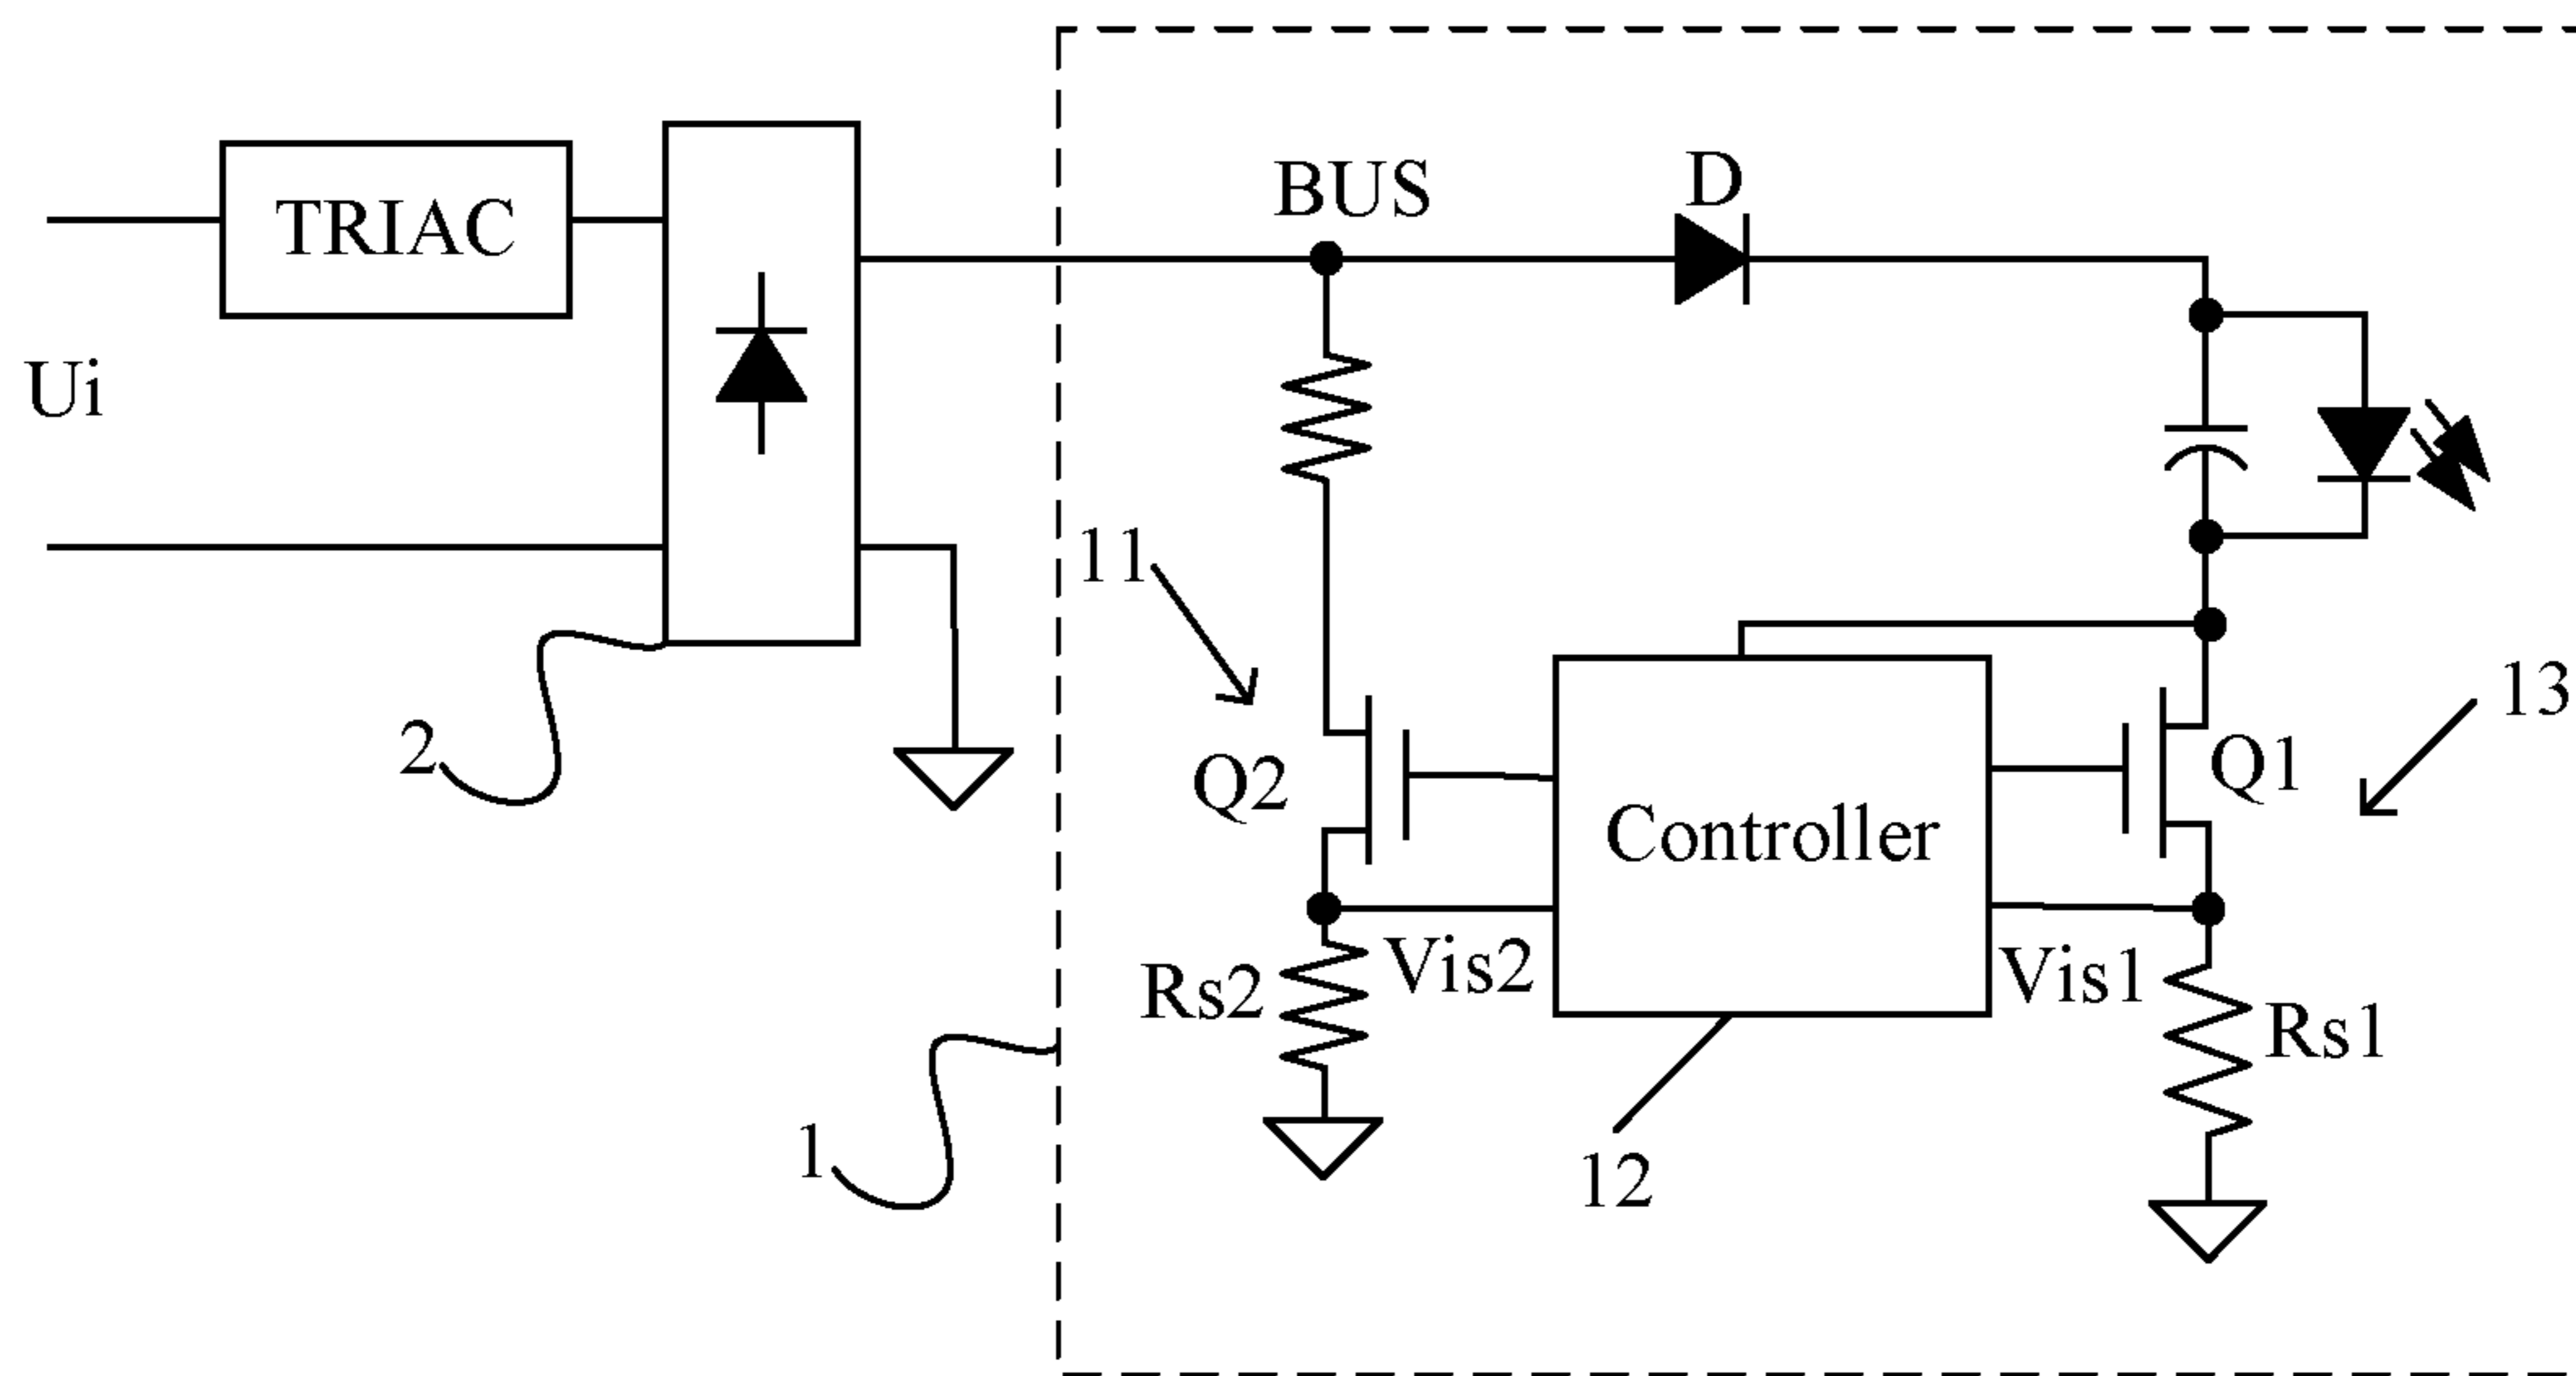 TRIAC
Ui
2
1
BUS
D
11
13
Q2
Controller
Q1
Rs2
Vis2
Vis1
Rs1
12